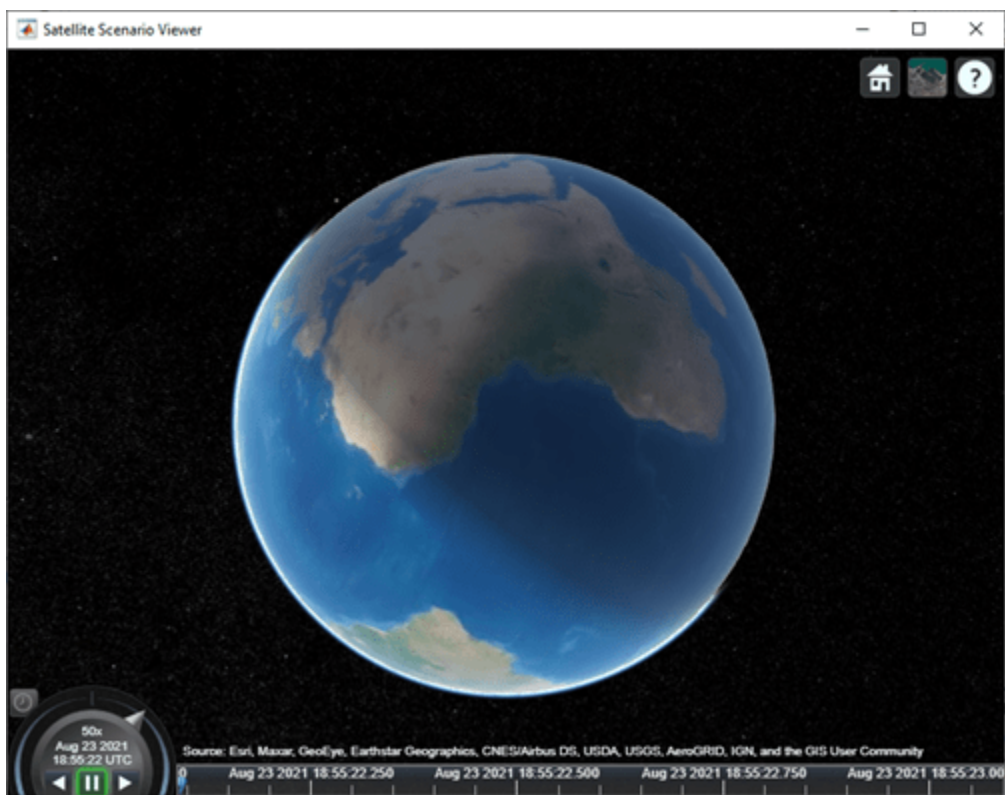 Satellite Scenario Viewer
?
50x
Aug 23 2021
18:55:22 UTC
Source: Esri, Maxar, GeoEye, Earthstar Geographics, CNES/Airbus DS, USDA, USGS, AeroGRID, IGN, and the GIS User Community
0 Aug 23 2021 18:55:22.250 Aug 23 2021 18:55:22.500 Aug 23 2021 18:55:22.750 Aug 23 2021 18:55:23.00